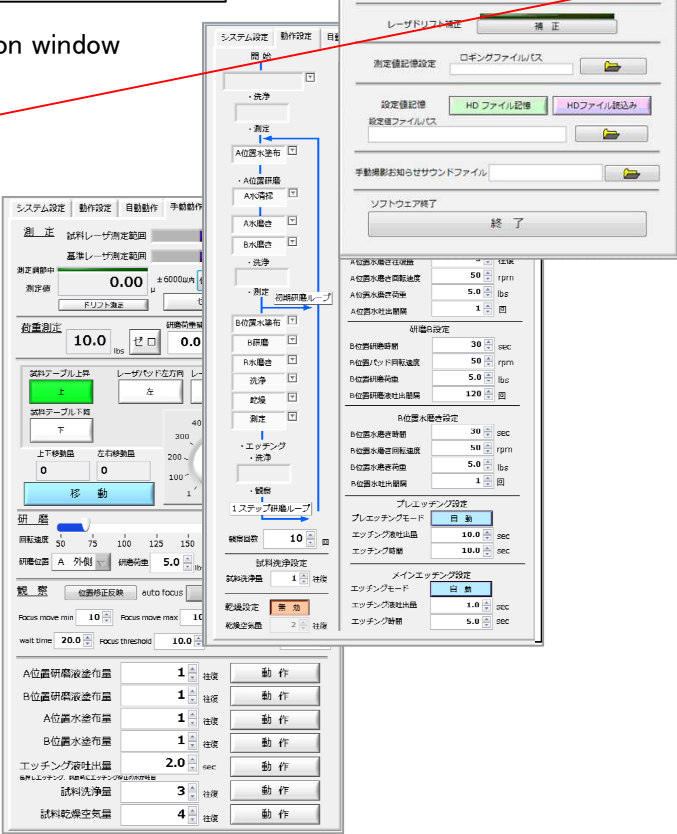 on window
レーザドリフト補正
補 正
測定値記憶設定
ロギングファイルパス
設定値記憶
HD ファイル記憶
HDファイル読込み
設定値ファイルパス
手動撮影お知らせサウンドファイル
ソフトウェア終了
終 了
システム設定 動作設定
開 始
・洗浄
・測定
A位置水塗布
・A位置研磨
A水清掃
A水磨き
B水磨き
・洗浄
・測定
初期研磨ループ
B位置水塗布
B研磨
B水磨き
洗浄
乾燥
測定
・エッチング
・洗浄
・観察
1 ステップ研磨ループ
観察回数 10 回
試料洗浄設定
試料洗浄量 1 往復
乾燥設定 無 効
乾燥空気量 2 往復
A位置水磨き回転速度 50 rpm
A位置水磨き荷重 5.0 lbs
A位置水吐出間隔 1 回
研磨B設定
B位置研磨時間 30 sec
B位置パッド回転速度 50 rpm
B位置研磨荷重 5.0 lbs
B位置研磨液吐出間隔 120 回
B位置水磨き設定
B位置水磨き時間 30 sec
B位置水磨き回転速度 50 rpm
B位置水磨き荷重 5.0 lbs
B位置水吐出間隔 1 回
プレエッチング設定
プレエッチングモード 自 動
エッチング液吐出量 10.0 sec
エッチング時間 10.0 sec
メインエッチング設定
エッチングモード 自 動
エッチング液吐出量 1.0 sec
エッチング時間 5.0 sec
システム設定 動作設定 自動動作 手動動作
測 定
試料レーザ測定範囲
基準レーザ測定範囲
測定調節中
測定値 0.00 μ ±6000以内
ドリフト補正
荷重測定 10.0 lbs ゼロ 0.0
試料テーブル上昇 レーザパッド左方向
上 左
試料テーブル下降
下
上下移動量 左右移動量
0 0
移 動
300
200
100
研 磨
回転速度 50 75 100 125 150
研磨位置 A 外側 研磨荷重 5.0
観 察 位置修正反映 auto focus
Focus move min 10 Focus move max
wait time 20.0 Focus threshold 10.0
A位置研磨液塗布量 1 往復 動 作
B位置研磨液塗布量 1 往復 動 作
A位置水塗布量 1 往復 動 作
B位置水塗布量 1 往復 動 作
エッチング液吐出量 2.0 sec 動 作
試料洗浄量 3 往復 動 作
試料乾燥空気量 4 往復 動 作